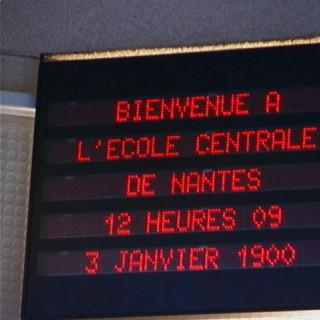 BIENVENUE A
L'ECOLE CENTRALE
DE NANTES
12 HEURES 09
3 JANVIER 1900